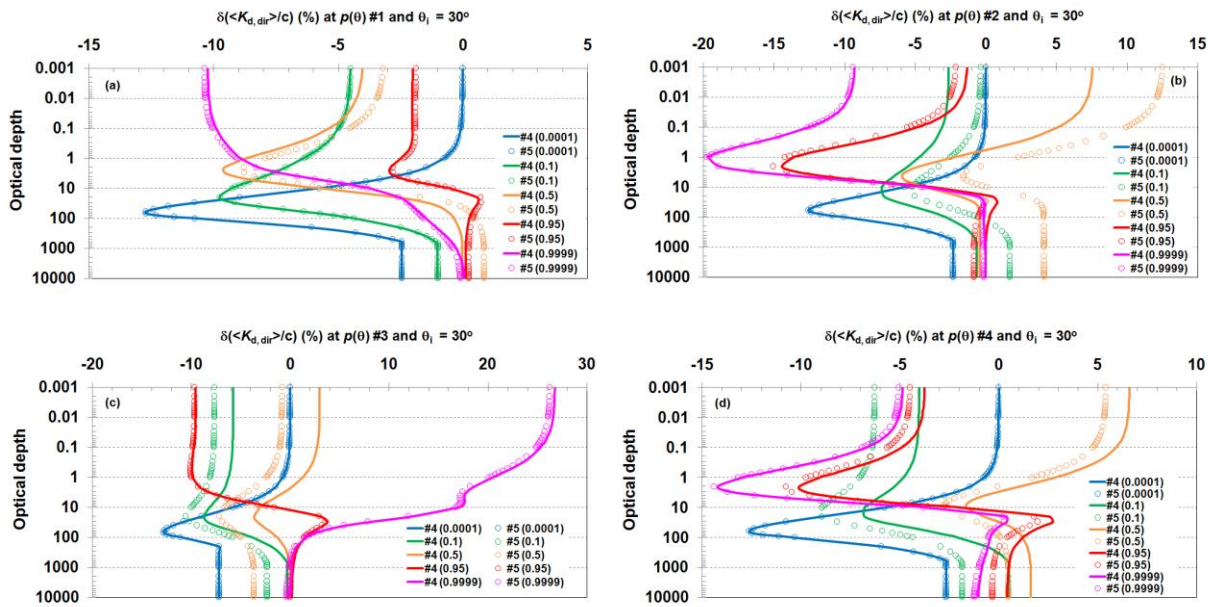 δ(<K_d, dir>/c) (%) at p(θ) #1 and θ_i = 30°
-15 -10 -5 0 5
Optical depth
0.001
0.01
0.1
1
10
100
1000
10000
(a)
#4 (0.0001)
#5 (0.0001)
#4 (0.1)
#5 (0.1)
#4 (0.5)
#5 (0.5)
#4 (0.95)
#5 (0.95)
#4 (0.9999)
#5 (0.9999)
δ(<K_d, dir>/c) (%) at p(θ) #2 and θ_i = 30°
-20 -15 -10 -5 0 5 10 15
Optical depth
0.001
0.01
0.1
1
10
100
1000
10000
(b)
#4 (0.0001)
#5 (0.0001)
#4 (0.1)
#5 (0.1)
#4 (0.5)
#5 (0.5)
#4 (0.95)
#5 (0.95)
#4 (0.9999)
#5 (0.9999)
δ(<K_d, dir>/c) (%) at p(θ) #3 and θ_i = 30°
-20 -10 0 10 20 30
Optical depth
0.001
0.01
0.1
1
10
100
1000
10000
(c)
#4 (0.0001) #5 (0.0001)
#4 (0.1) #5 (0.1)
#4 (0.5) #5 (0.5)
#4 (0.95) #5 (0.95)
#4 (0.9999) #5 (0.9999)
δ(<K_d, dir>/c) (%) at p(θ) #4 and θ_i = 30°
-15 -10 -5 0 5 10
Optical depth
0.001
0.01
0.1
1
10
100
1000
10000
(d)
#4 (0.0001)
#5 (0.0001)
#4 (0.1)
#5 (0.1)
#4 (0.5)
#5 (0.5)
#4 (0.95)
#5 (0.95)
#4 (0.9999)
#5 (0.9999)